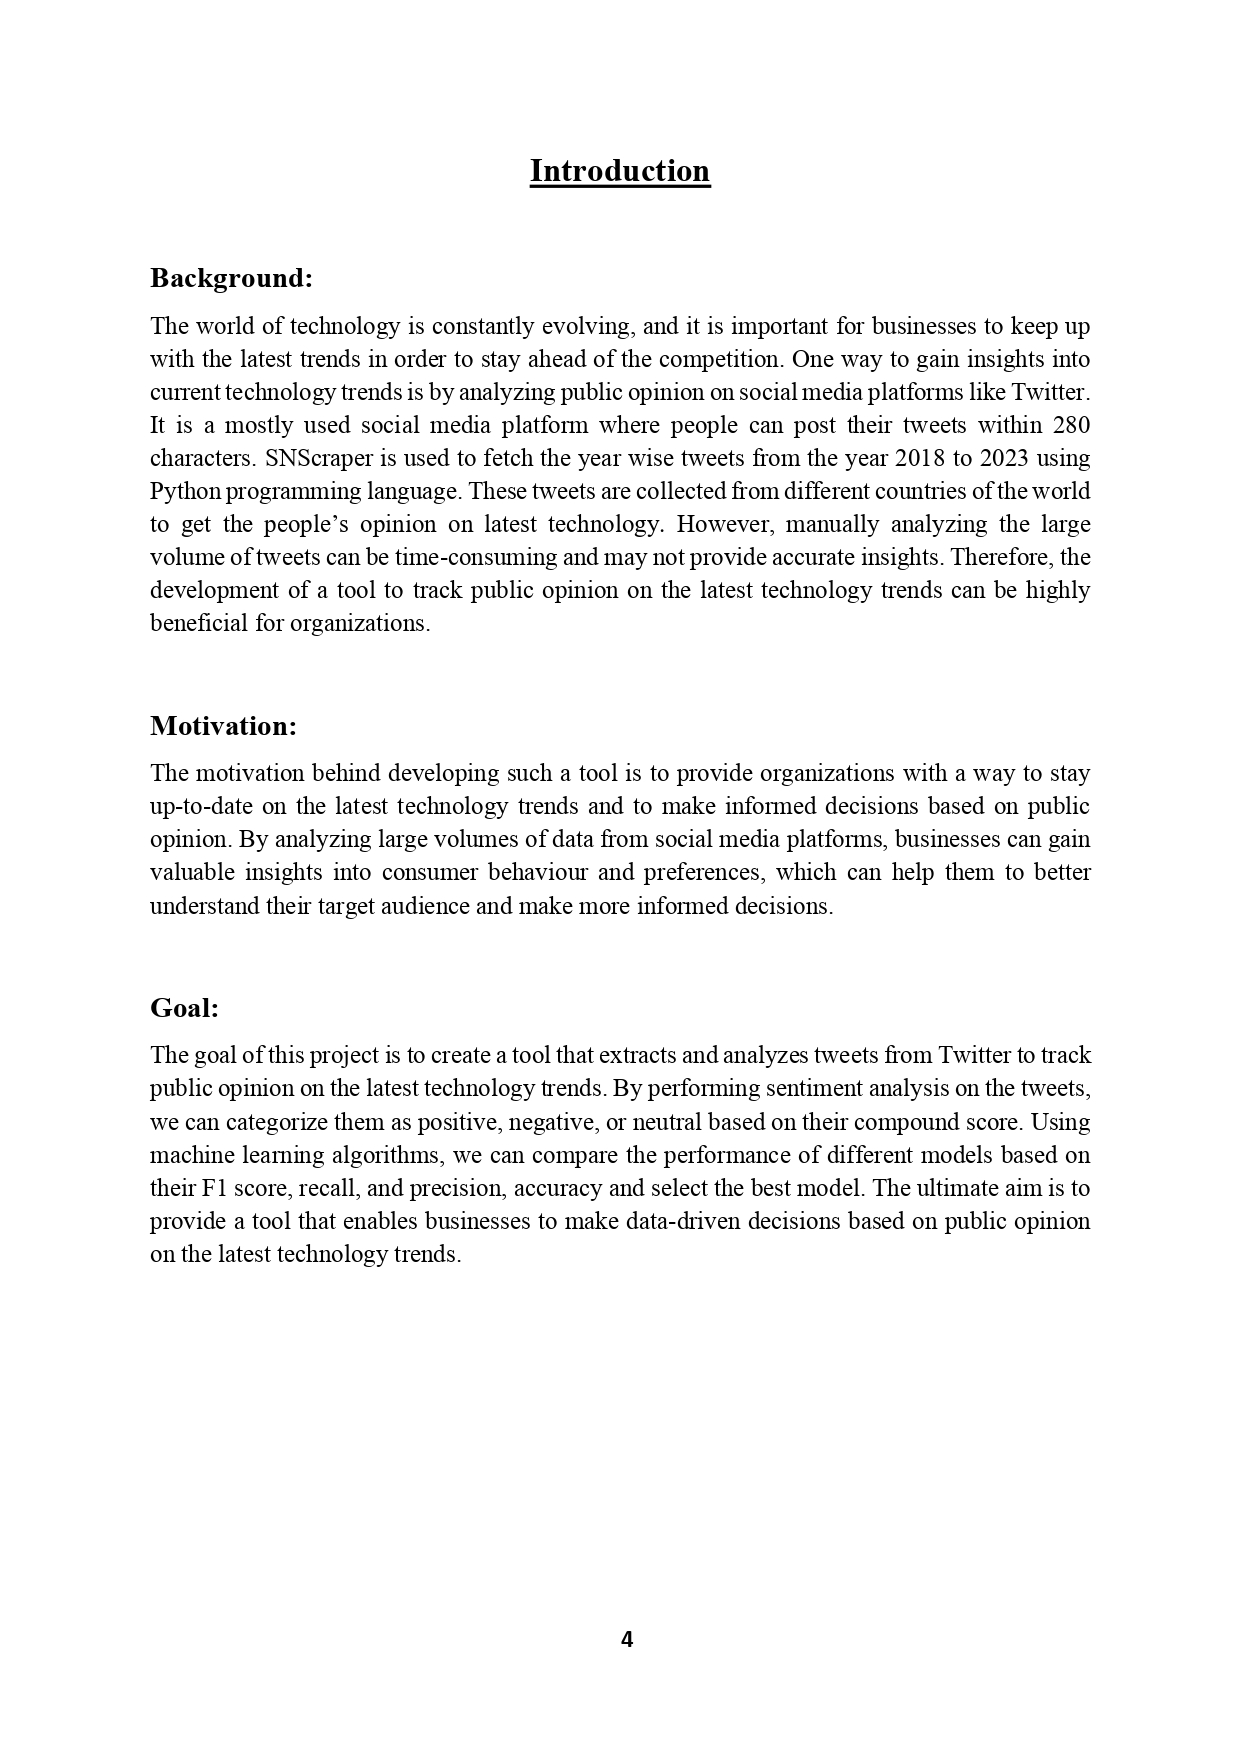 Introduction
Background:
The world of technology is constantly evolving, and it is important for businesses to keep up
with the latest trends in order to stay ahead of the competition. One way to gain insights into
current technology trends is by analyzing public opinion on social media platforms like Twitter.
It is a mostly used social media platform where people can post their tweets within 280
characters. SNScraper is used to fetch the year wise tweets from the year 2018 to 2023 using
Python programming language. These tweets are collected from different countries of the world
to get the people’s opinion on latest technology. However, manually analyzing the large
volume of tweets can be time-consuming and may not provide accurate insights. Therefore, the
development of a tool to track public opinion on the latest technology trends can be highly
beneficial for organizations.
Motivation:
The motivation behind developing such a tool is to provide organizations with a way to stay
up-to-date on the latest technology trends and to make informed decisions based on public
opinion. By analyzing large volumes of data from social media platforms, businesses can gain
valuable insights into consumer behaviour and preferences, which can help them to better
understand their target audience and make more informed decisions.
Goal:
The goal of this project is to create a tool that extracts and analyzes tweets from Twitter to track
public opinion on the latest technology trends. By performing sentiment analysis on the tweets,
we can categorize them as positive, negative, or neutral based on their compound score. Using
machine learning algorithms, we can compare the performance of different models based on
their F1 score, recall, and precision, accuracy and select the best model. The ultimate aim is to
provide a tool that enables businesses to make data-driven decisions based on public opinion
on the latest technology trends.
4